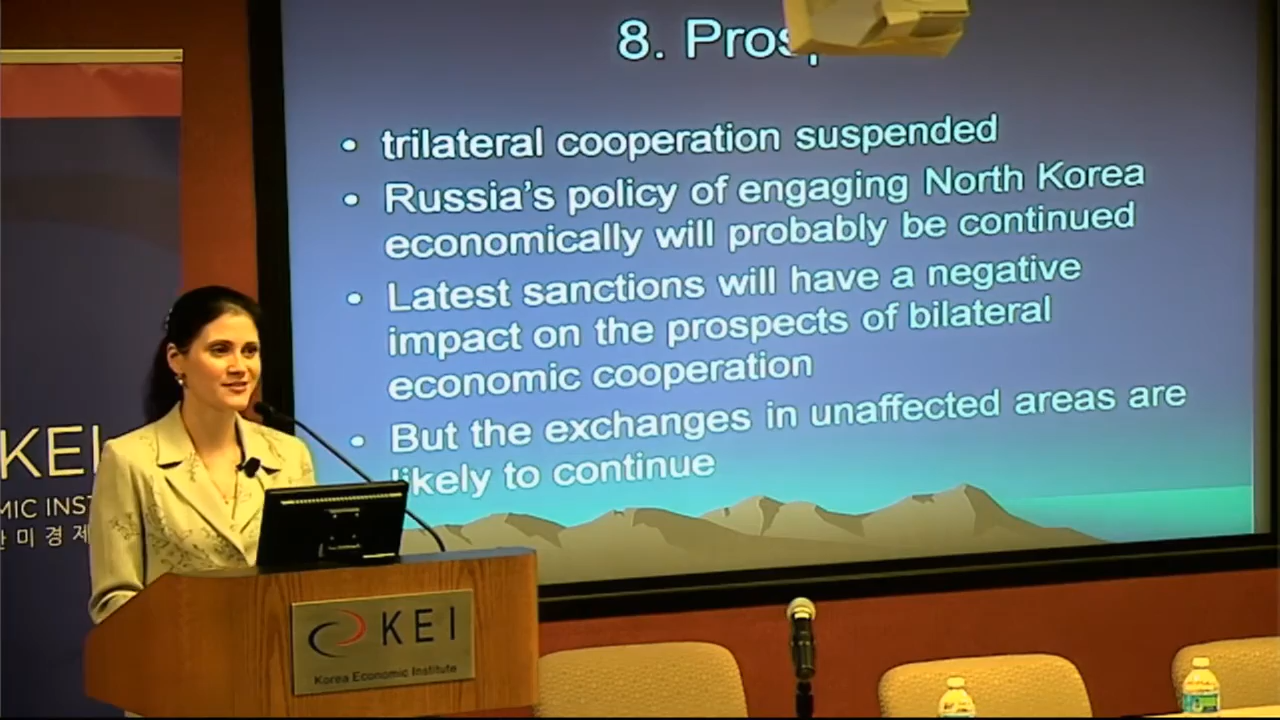 8. Pros
• trilateral cooperation suspended
• Russia's policy of engaging North Korea
economically will probably be continued
• Latest sanctions will have a negative
impact on the prospects of bilateral
economic cooperation
• But the exchanges in unaffected areas are
likely to continue
KEI
MIC INST
한미경제
KEI
Korea Economic Institute